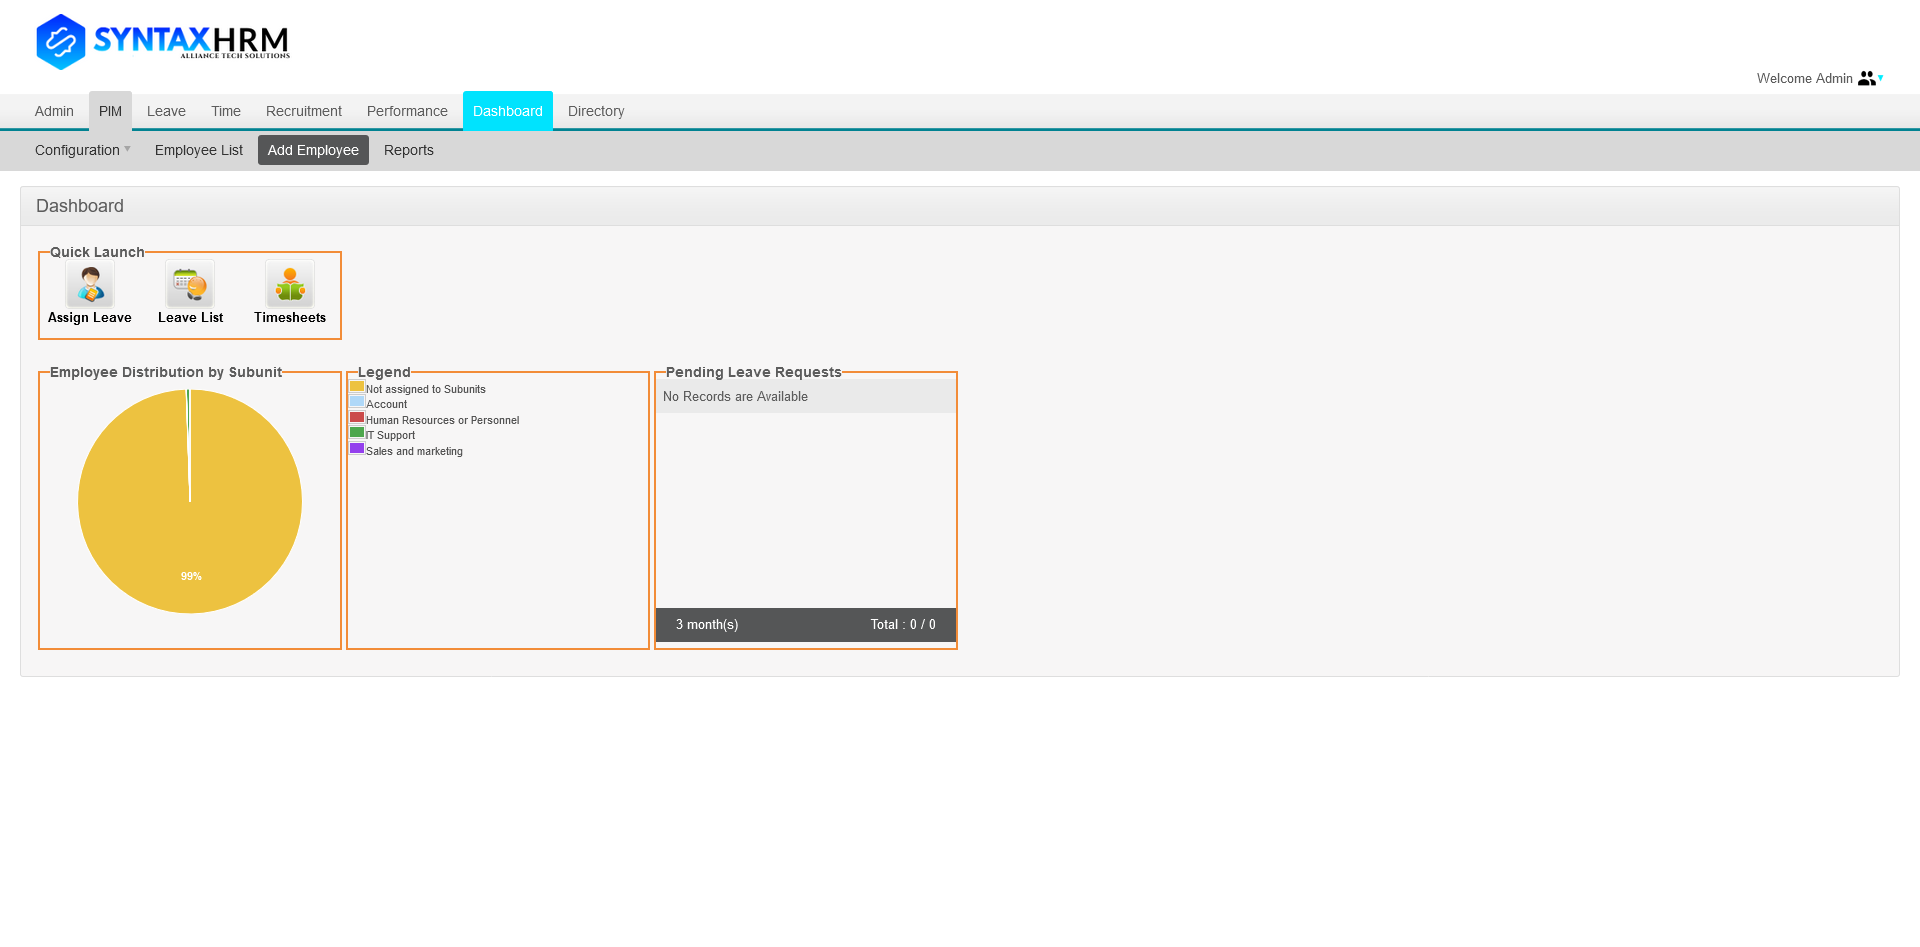 SYNTAXHRM
ALLIANCE TECH SOLUTIONS
Welcome Admin
Admin PIM Leave Time Recruitment Performance Dashboard Directory
Configuration Employee List Add Employee Reports
Dashboard
Quick Launch
Assign Leave Leave List Timesheets
Employee Distribution by Subunit
99%
Legend
Not assigned to Subunits
Account
Human Resources or Personnel
IT Support
Sales and marketing
Pending Leave Requests
No Records are Available
3 month(s) Total : 0 / 0